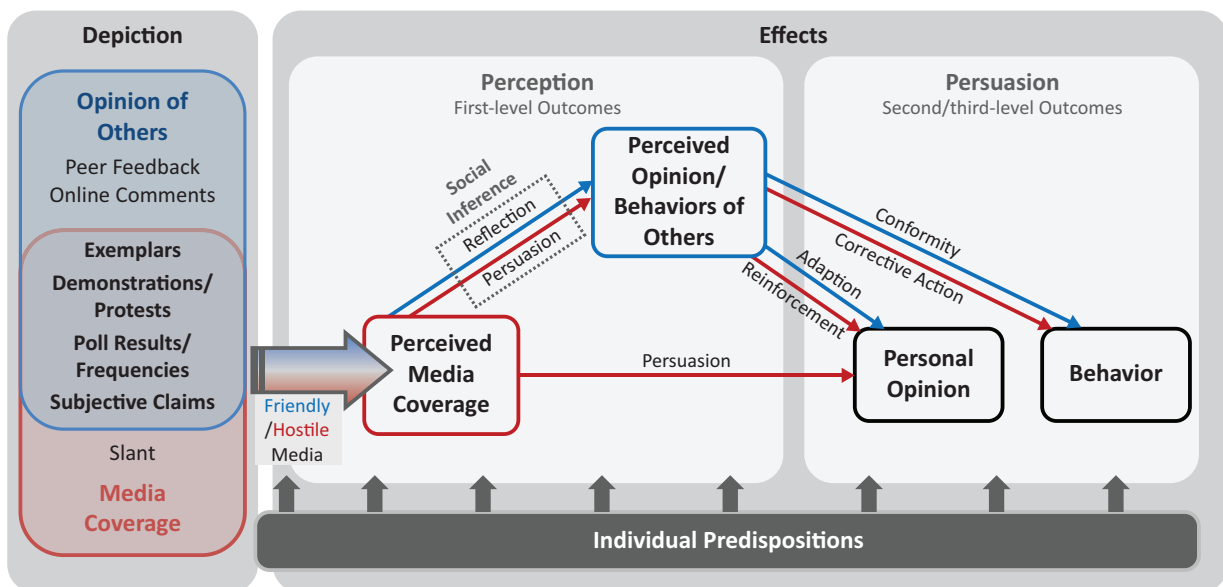 Depiction
Opinion of
Others
Peer Feedback
Online Comments
Exemplars
Demonstrations/
Protests
Poll Results/
Frequencies
Subjective Claims
Slant
Media
Coverage
Effects
Perception
First-level Outcomes
Social
Inference
Reflection
Persuasion
Perceived
Opinion/
Behaviors of
Others
Friendly
/Hostile
Media
Perceived
Media
Coverage
Persuasion
Persuasion
Second/third-level Outcomes
Conformity
Corrective Action
Adaption
Reinforcement
Personal
Opinion
Behavior
Individual Predispositions